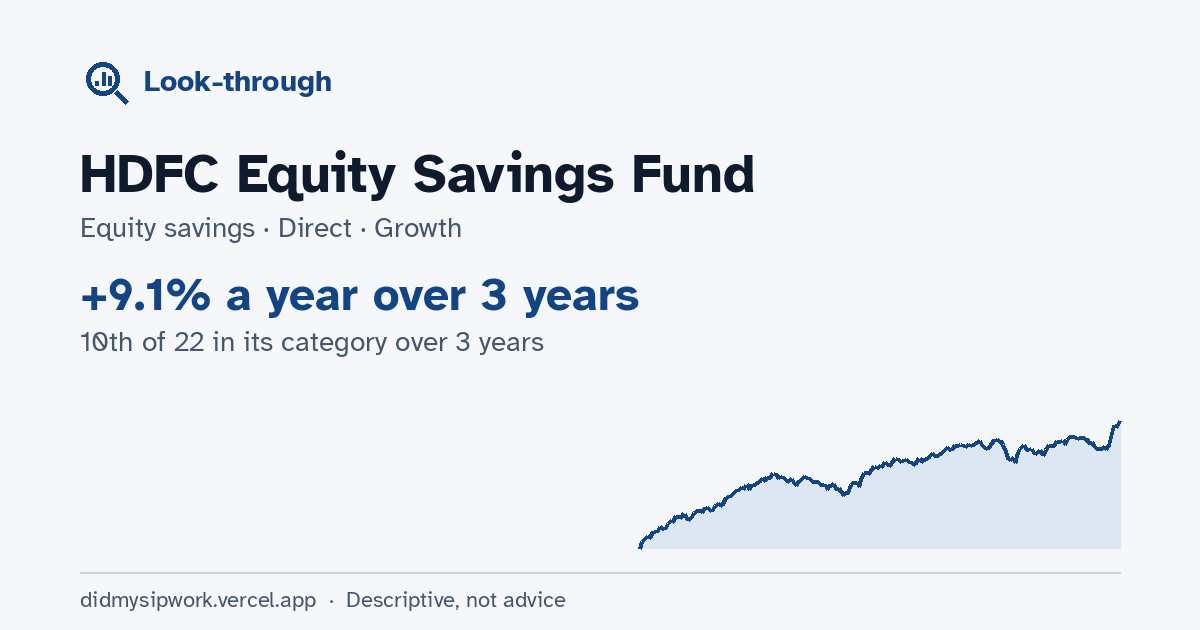 Look-through
HDFC Equity Savings Fund
Equity savings · Direct · Growth
+9.1% a year over 3 years
10th of 22 in its category over 3 years
didmysipwork.vercel.app · Descriptive, not advice